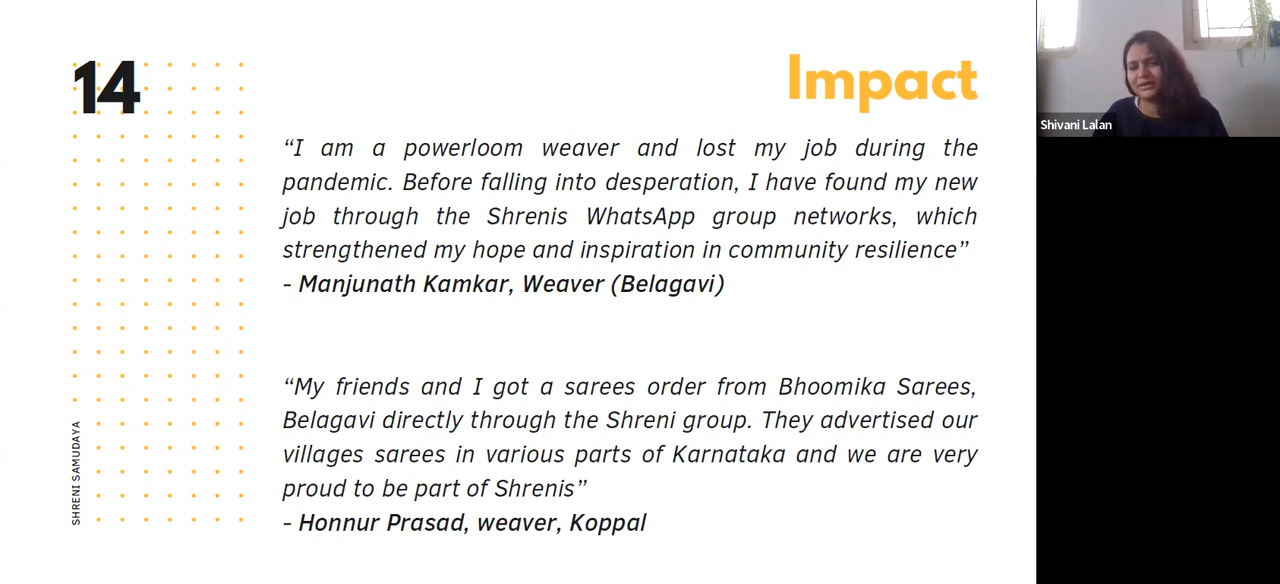 14
Impact
“I am a powerloom weaver and lost my job during the
pandemic. Before falling into desperation, I have found my new
job through the Shrenis WhatsApp group networks, which
strengthened my hope and inspiration in community resilience”
- Manjunath Kamkar, Weaver (Belagavi)
“My friends and I got a sarees order from Bhoomika Sarees,
Belagavi directly through the Shreni group. They advertised our
villages sarees in various parts of Karnataka and we are very
proud to be part of Shrenis”
- Honnur Prasad, weaver, Koppal
SHRENI SAMUDAYA
Shivani Lalan